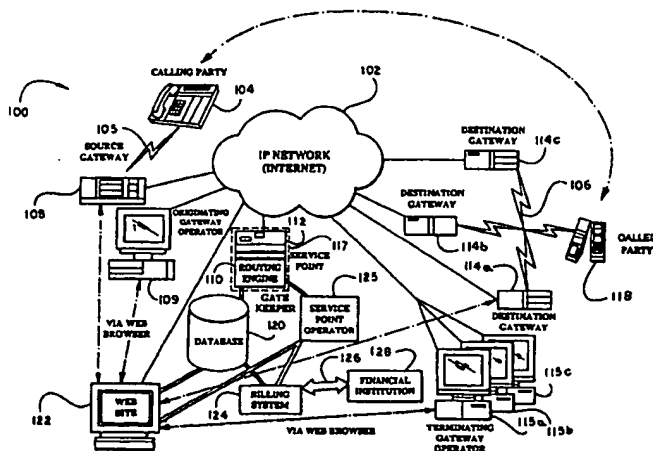 100
CALLING PARTY
104
105
SOURCE
GATEWAY
108
102
IP NETWORK
(INTERNET)
DESTINATION
GATEWAY
114c
106
DESTINATION
GATEWAY
114b
CALLED
PARTY
118
114a
DESTINATION
GATEWAY
ORIGINATING GATEWAY
OPERATOR
109
112
117
SERVICE
POINT
110
ROUTING
ENGINE
GATE
KEEPER
125
SERVICE
POINT
OPERATOR
DATABASE
120
VIA WEB
BROWSER
126
128
FINANCIAL
INSTITUTION
BILLING
SYSTEM
124
122
WEB
SITE
VIA WEB BROWSER
TERMINATING
GATEWAY
OPERATOR
115a
115b
115c